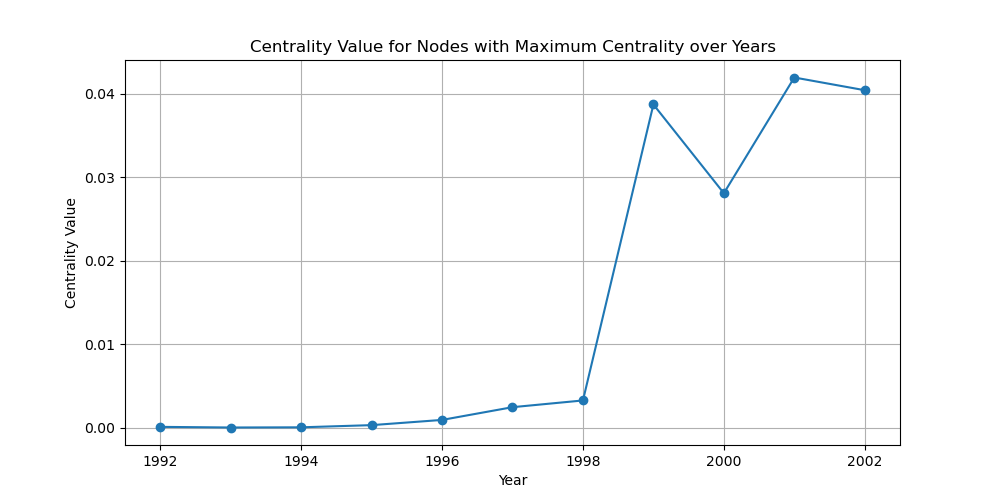 Centrality Value for Nodes with Maximum Centrality over Years
0.04
0.03
0.02
0.01
0.00
Centrality Value
1992 1994 1996 1998 2000 2002
Year